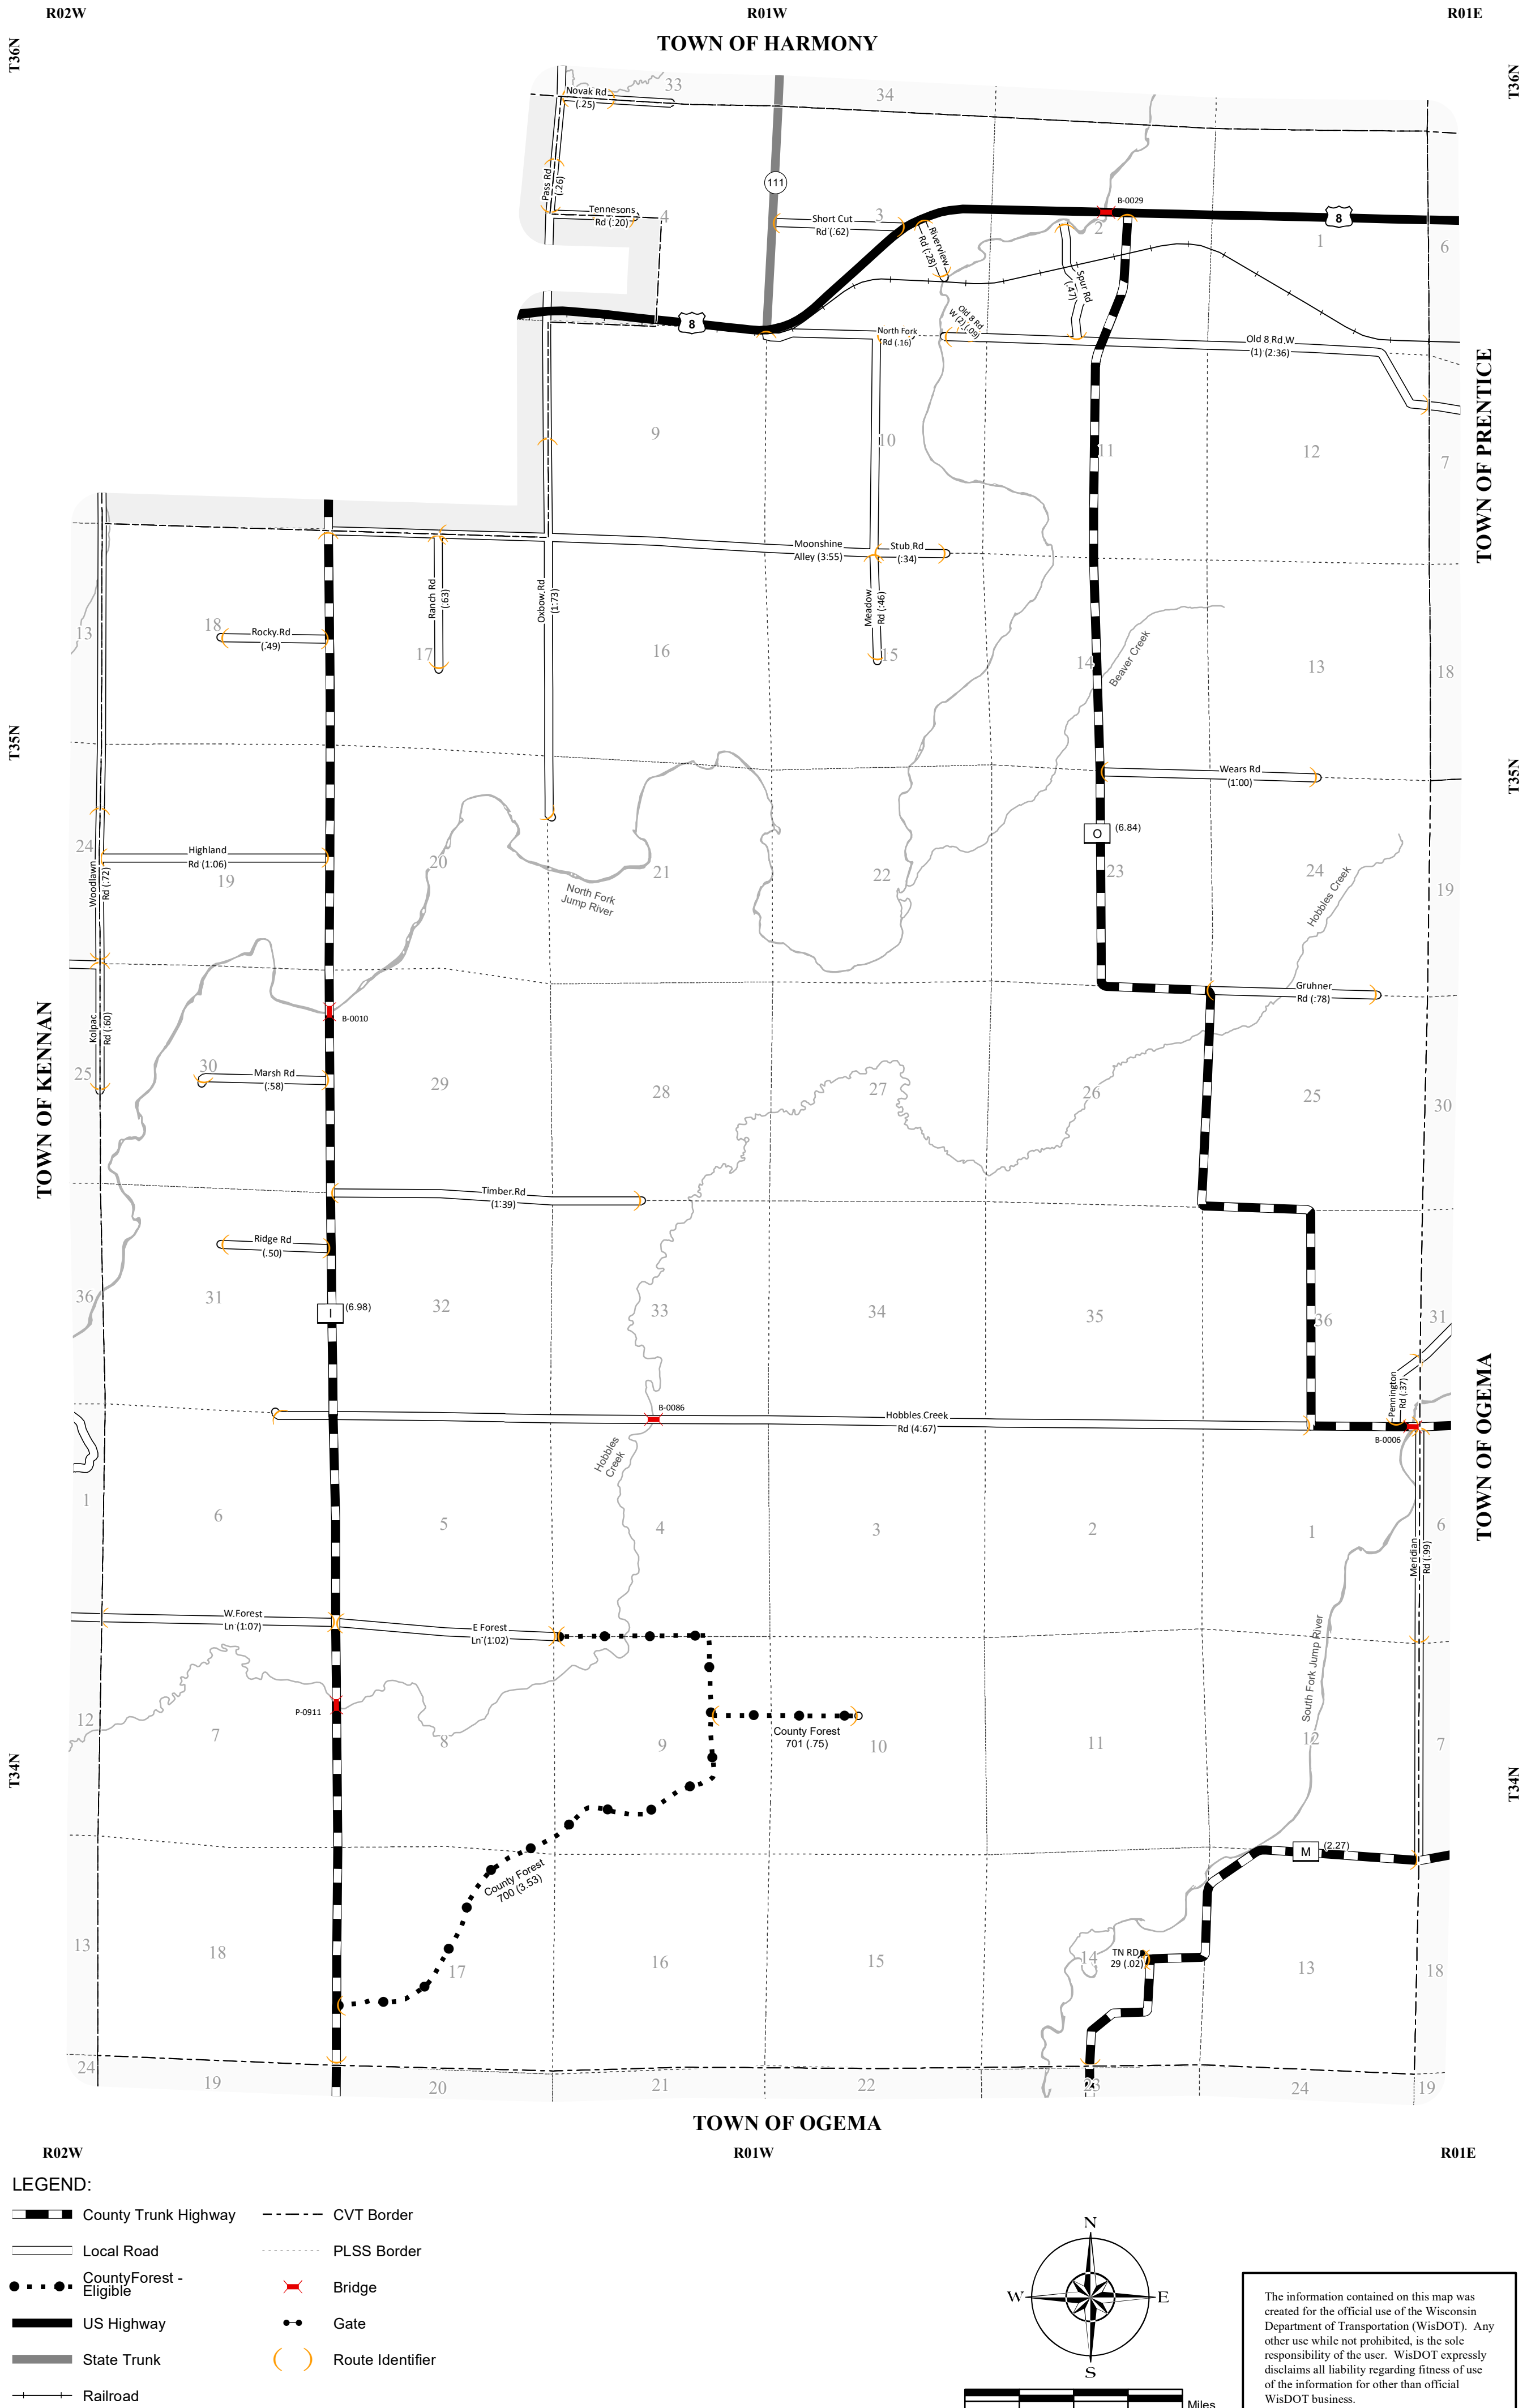 R02W
R01W
R01E
T36N
TOWN OF HARMONY
T36N
33
34
Novak Rd
(.25)
Pass Rd
(.26)
Tennesons
Rd (.20)
4
111
Short Cut
Rd (.62)
3
Riverview
Rd (.28)
B-0029
2
8
1
6
Spur Rd
(.47)
8
North Fork
Rd (.16)
Old 8 Rd
W (2) (.09)
Old 8 Rd W
(1) (2.36)
TOWN OF PRENTICE
9
10
11
12
7
Moonshine
Alley (3.55)
Stub Rd
(.34)
Ranch Rd
(.63)
Oxbow Rd
(1.73)
Meadow
Rd (.46)
13
18
Rocky Rd
(.49)
17
16
15
14
Beaver Creek
13
18
T35N
T35N
Wears Rd
(1.00)
O
(6.84)
24
Highland
Rd (1.06)
19
Woodlawn
Rd (.72)
20
North Fork
Jump River
21
22
23
24
Hobbles Creek
19
Gruhner
Rd (.78)
TOWN OF KENNAN
Kolpac
Rd (.60)
B-0010
25
30
Marsh Rd
(.58)
29
28
27
26
25
30
Timber Rd
(1.39)
Ridge Rd
(.50)
36
31
I
(6.98)
32
33
34
35
36
31
TOWN OF OGEMA
Pennington
Rd (.37)
B-0086
Hobbles Creek
Rd (4.67)
B-0006
Hobbles
Creek
1
6
5
4
3
2
1
6
Meridian
Rd (.99)
W Forest
Ln (1.07)
E Forest
Ln (1.02)
South Fork Jump River
P-0911
12
7
8
9
County Forest
701 (.75)
10
11
12
7
T34N
T34N
M
(2.27)
County Forest
700 (3.53)
13
18
17
16
15
14
TN RD
29 (.02)
13
18
24
19
20
21
22
23
24
19
TOWN OF OGEMA
R02W
R01W
R01E
LEGEND:
County Trunk Highway
CVT Border
Local Road
PLSS Border
CountyForest -
Eligible
Bridge
US Highway
Gate
State Trunk
Route Identifier
Railroad
N
W
E
S
Miles
The information contained on this map was
created for the official use of the Wisconsin
Department of Transportation (WisDOT). Any
other use while not prohibited, is the sole
responsibility of the user. WisDOT expressly
disclaims all liability regarding fitness of use
of the information for other than official
WisDOT business.